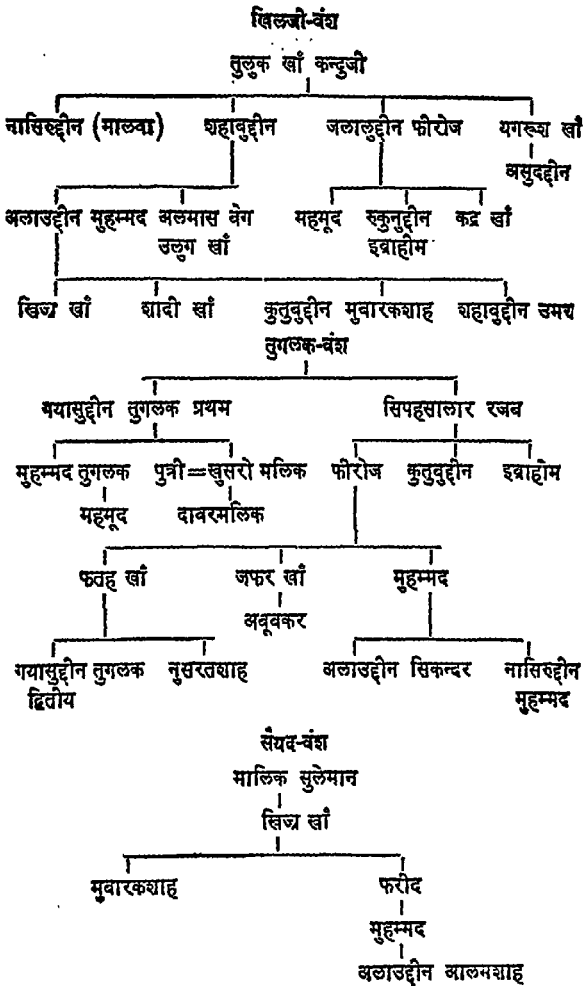 खिलजी-वंश
तुलुक खाँ कन्दुजी
नासिरुद्दीन (मालवा) शहाबुद्दीन जलालुद्दीन फीरोज यगरुश खाँ
असुदद्दीन
अलाउद्दीन मुहम्मद अलमास वेग महमूद रुकुनुद्दीन कद्र खाँ
उलुग खाँ इब्राहीम
खिज्र खाँ शादी खाँ कुतुबुद्दीन मुबारकशाह शहाबुद्दीन उमर
तुगलक-वंश
गयासुद्दीन तुगलक प्रथम सिपहसालार रजब
मुहम्मद तुगलक पुत्री=खुसरो मलिक फीरोज कुतुबुद्दीन इब्राहीम
महमूद दावरमलिक
फतह खाँ जफर खाँ मुहम्मद
अबूवकर
गयासुद्दीन तुगलक नुसरतशाह अलाउद्दीन सिकन्दर नासिरुद्दीन
द्वितीय मुहम्मद
सैयद-वंश
मालिक सुलेमान
खिज्र खाँ
मुबारकशाह फरीद
मुहम्मद
अलाउद्दीन आलमशाह